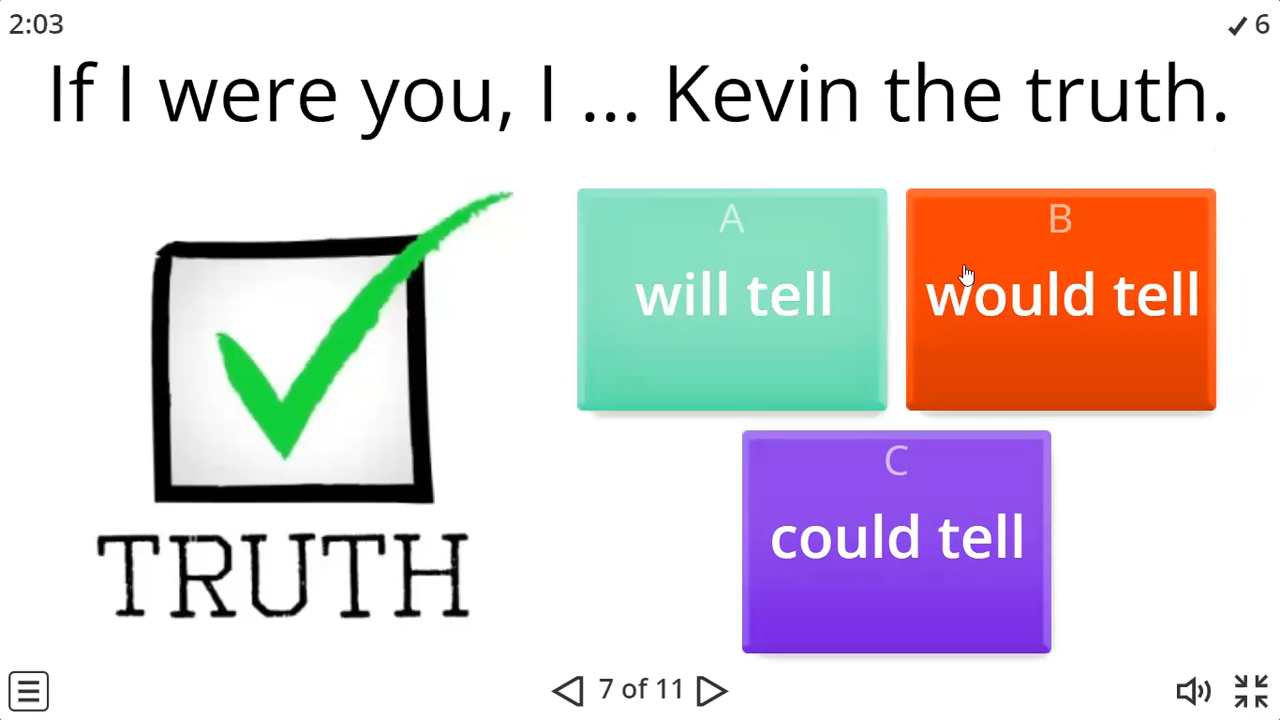 2:03
✓ 6
If I were you, I ... Kevin the truth.
A
will tell
B
would tell
C
could tell
TRUTH
7 of 11